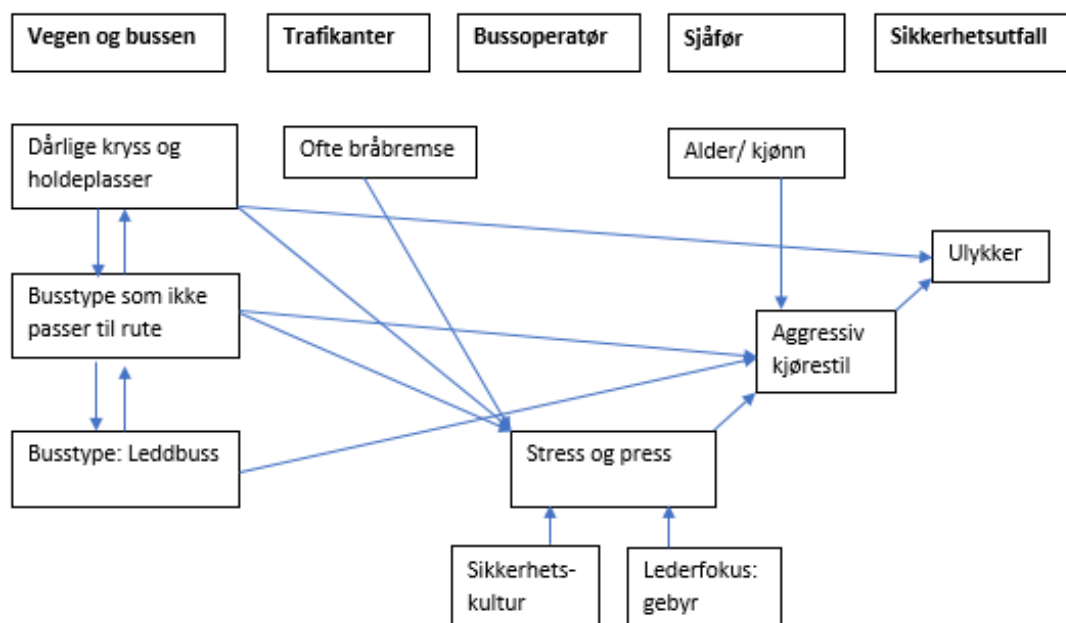 Vegen og bussen
Trafikanter
Bussoperatør
Sjåfør
Sikkerhetsutfall
Dårlige kryss og
holdeplasser
Ofte bråbremse
Alder/ kjønn
Ulykker
Busstype som ikke
passer til rute
Aggressiv
kjørestil
Busstype: Leddbuss
Stress og press
Sikkerhets-
kultur
Lederfokus:
gebyr